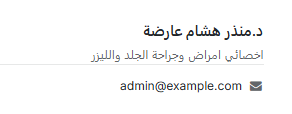 د.منذر هشام عارضة
اخصائي امراض وجراحة الجلد والليزر
admin@example.com